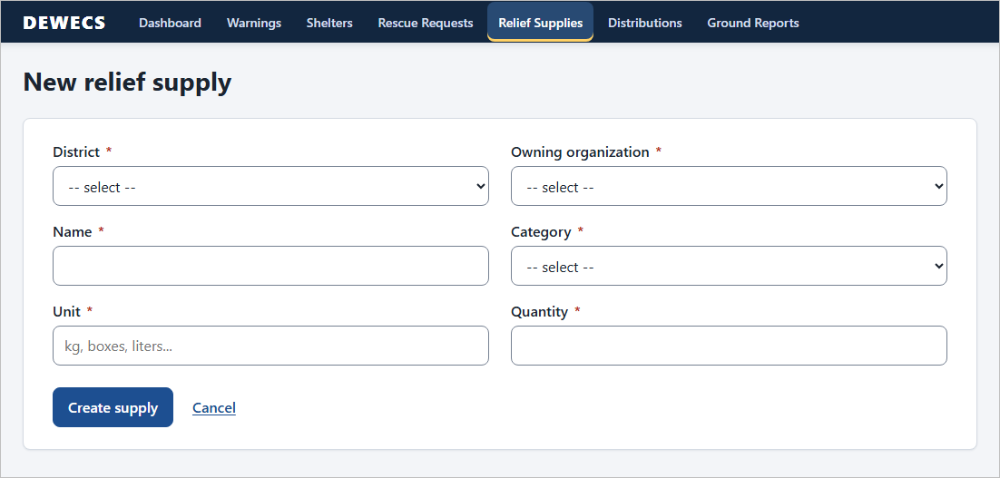 DEWECS Dashboard Warnings Shelters Rescue Requests Relief Supplies Distributions Ground Reports
New relief supply
District * Owning organization *
-- select -- -- select --
Name * Category *
-- select --
Unit * Quantity *
kg, boxes, liters...
Create supply Cancel